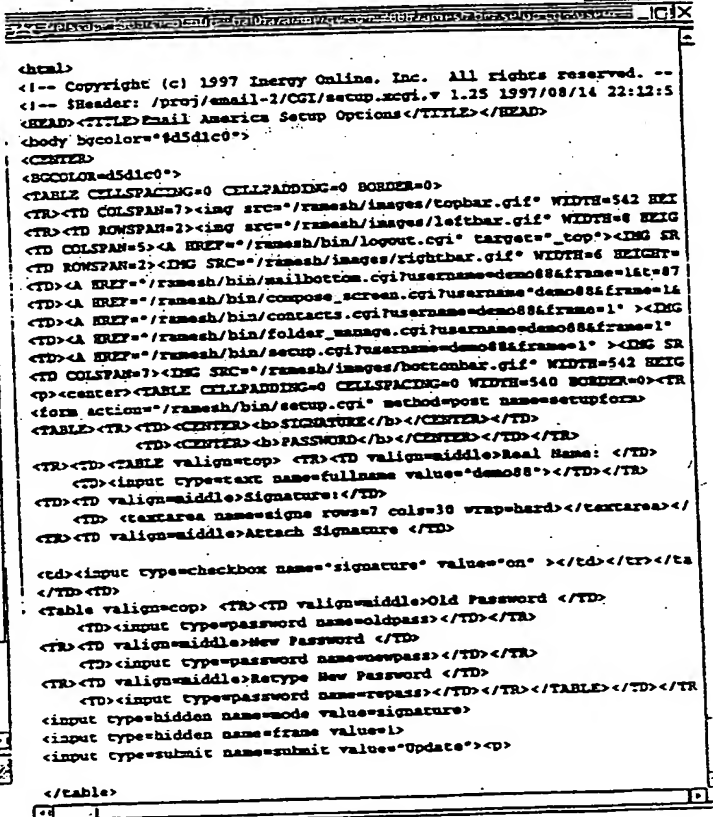 <html>
<!-- Copyright (c) 1997 Inergy Online, Inc.  All rights reserved. --
<!-- $Header: /proj/email-2/CGI/setup.xcgi,v 1.25 1997/08/14 22:12:5
<HEAD><TITLE>Email America Setup Options</TITLE></HEAD>
<body bgcolor="#d5d1c0">
<CENTER>
<BGCOLOR=d5d1c0">
<TABLE CELLSPACING=0 CELLPADDING=0 BORDER=0>
<TR><TD COLSPAN=7><img src="/ramesh/images/topbar.gif" WIDTH=542 HEI
<TR><TD ROWSPAN=2><img src="/ramesh/images/leftbar.gif" WIDTH=8 HEIG
<TD COLSPAN=5><A HREF="/ramesh/bin/logout.cgi" target="_top"><IMG SR
<TD ROWSPAN=2><IMG SRC="/ramesh/images/rightbar.gif" WIDTH=6 HEIGHT=
<TD><A HREF="/ramesh/bin/mailbottom.cgi?username=demo88&frame=1&t=87
<TD><A HREF="/ramesh/bin/compose_screen.cgi?username=demo88&frame=1&
<TD><A HREF="/ramesh/bin/contacts.cgi?username=demo88&frame=1" ><IMG
<TD><A HREF="/ramesh/bin/folder_manage.cgi?username=demo88&frame=1"
<TD><A HREF="/ramesh/bin/setup.cgi?username=demo88&frame=1" ><IMG SR
<TD COLSPAN=7><IMG SRC="/ramesh/images/bottombar.gif" WIDTH=542 HEIG
<p><center><TABLE CELLPADDING=0 CELLSPACING=0 WIDTH=540 BORDER=0><TR
<form action="/ramesh/bin/setup.cgi" method=post name=setupform>
<TABLE><TR><TD><CENTER><b>SIGNATURE</b></CENTER></TD>
<TD><CENTER><b>PASSWORD</b></CENTER></TD></TR>
<TR><TD><TABLE valign=top> <TR><TD valign=middle>Real Name: </TD>
<TD><input type=text name=fullname value="demo88"></TD></TR>
<TD><TD valign=middle>Signature:</TD>
<TD> <textarea name=signe rows=7 cols=30 wrap=hard></textarea></
<TR><TD valign=middle>Attach Signature </TD>
<td><input type=checkbox name="signature" value="on" ></td></tr></ta
</TD><TD>
<Table valign=top> <TR><TD valign=middle>Old Password </TD>
<TD><input type=password name=oldpass></TD></TR>
<TR><TD valign=middle>New Password </TD>
<TD><input type=password name=newpass></TD></TR>
<TR><TD valign=middle>Retype New Password </TD>
<TD><input type=password name=repass></TD></TR></TABLE></TD></TR
<input type=hidden name=mode value=signature>
<input type=hidden name=frame value=1>
<input type=submit name=submit value="Update"><p>
</table>